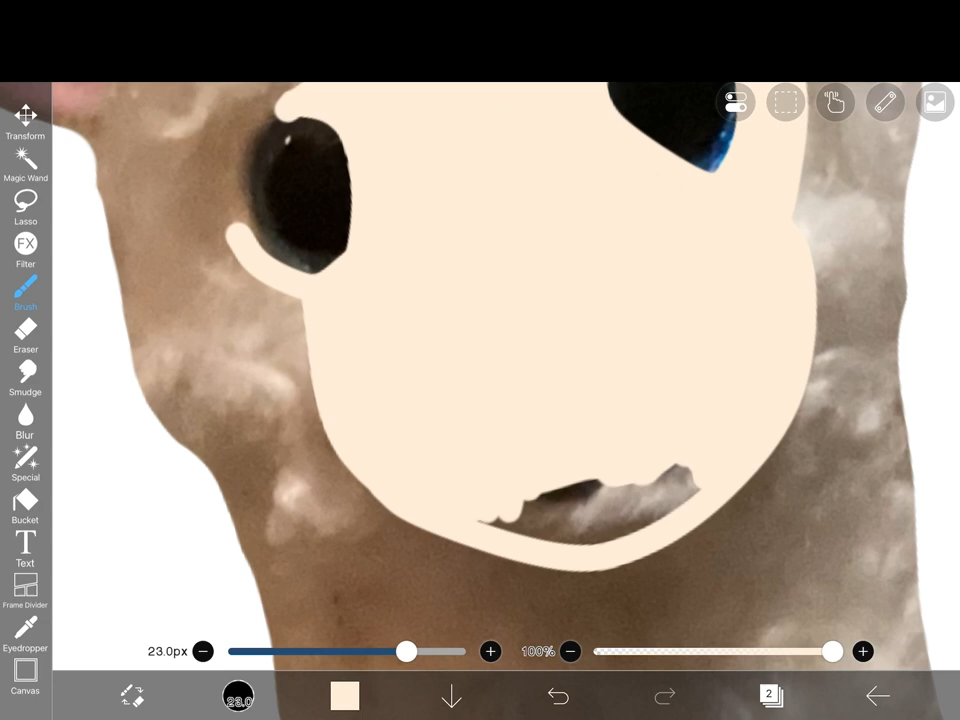 Transform
Magic Wand
Lasso
FX
Filter
Brush
Eraser
Smudge
Blur
Special
Bucket
T
Text
Frame Divider
Eyedropper
Canvas
23.0px
100%
23.0
2